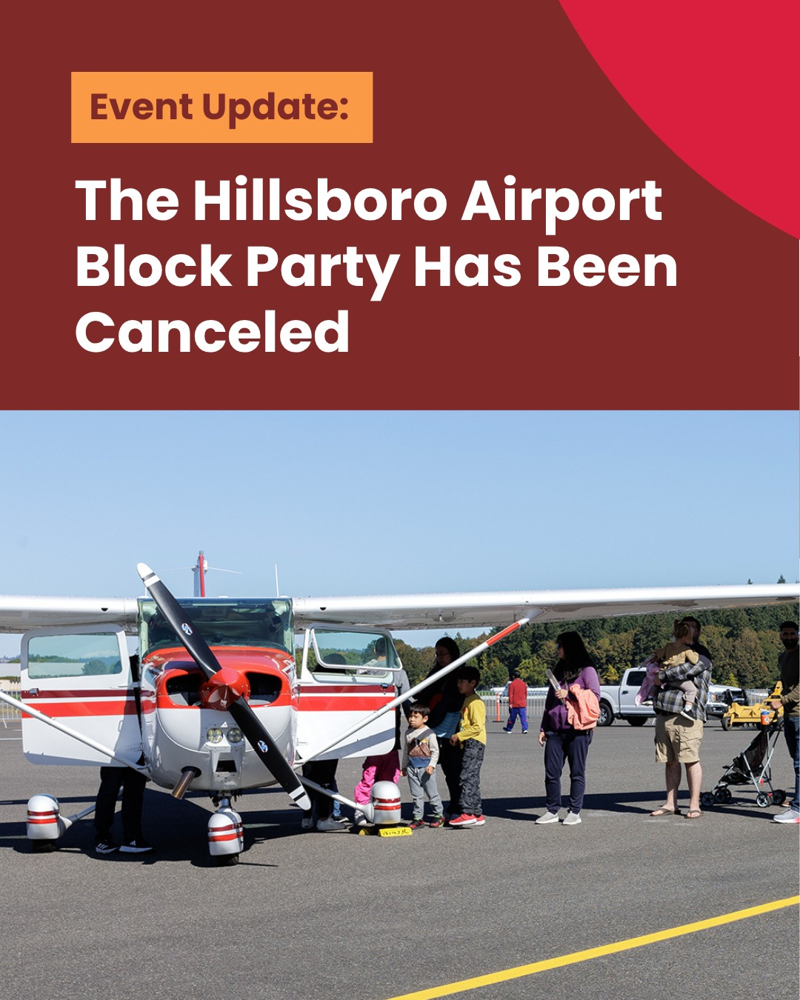 Event Update:
The Hillsboro Airport
Block Party Has Been
Canceled